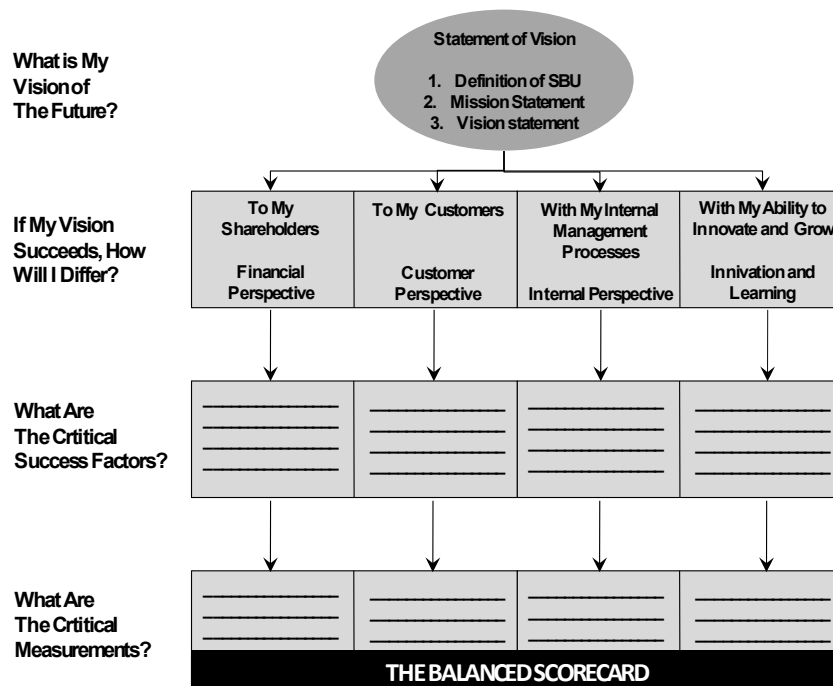 What is My
Vision of
The Future?
Statement of Vision
1. Definition of SBU
2. Mission Statement
3. Vision statement
If My Vision
Succeeds, How
Will I Differ?
To My
Shareholders
Financial
Perspective
To My Customers
Customer
Perspective
With My Internal
Management
Processes
Internal Perspective
With My Ability to
Innovate and Grow
Innivation and
Learning
What Are
The Crtitical
Success Factors?
What Are
The Crtitical
Measurements?
THE BALANCED SCORECARD